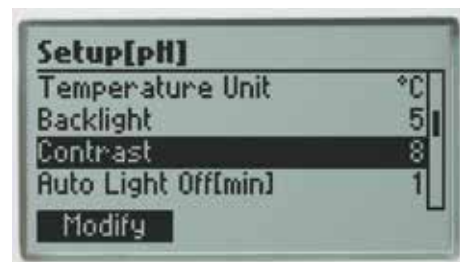 Setup[pH]
Temperature Unit °C
Backlight 5
Contrast 8
Auto Light Off[min] 1
Modify